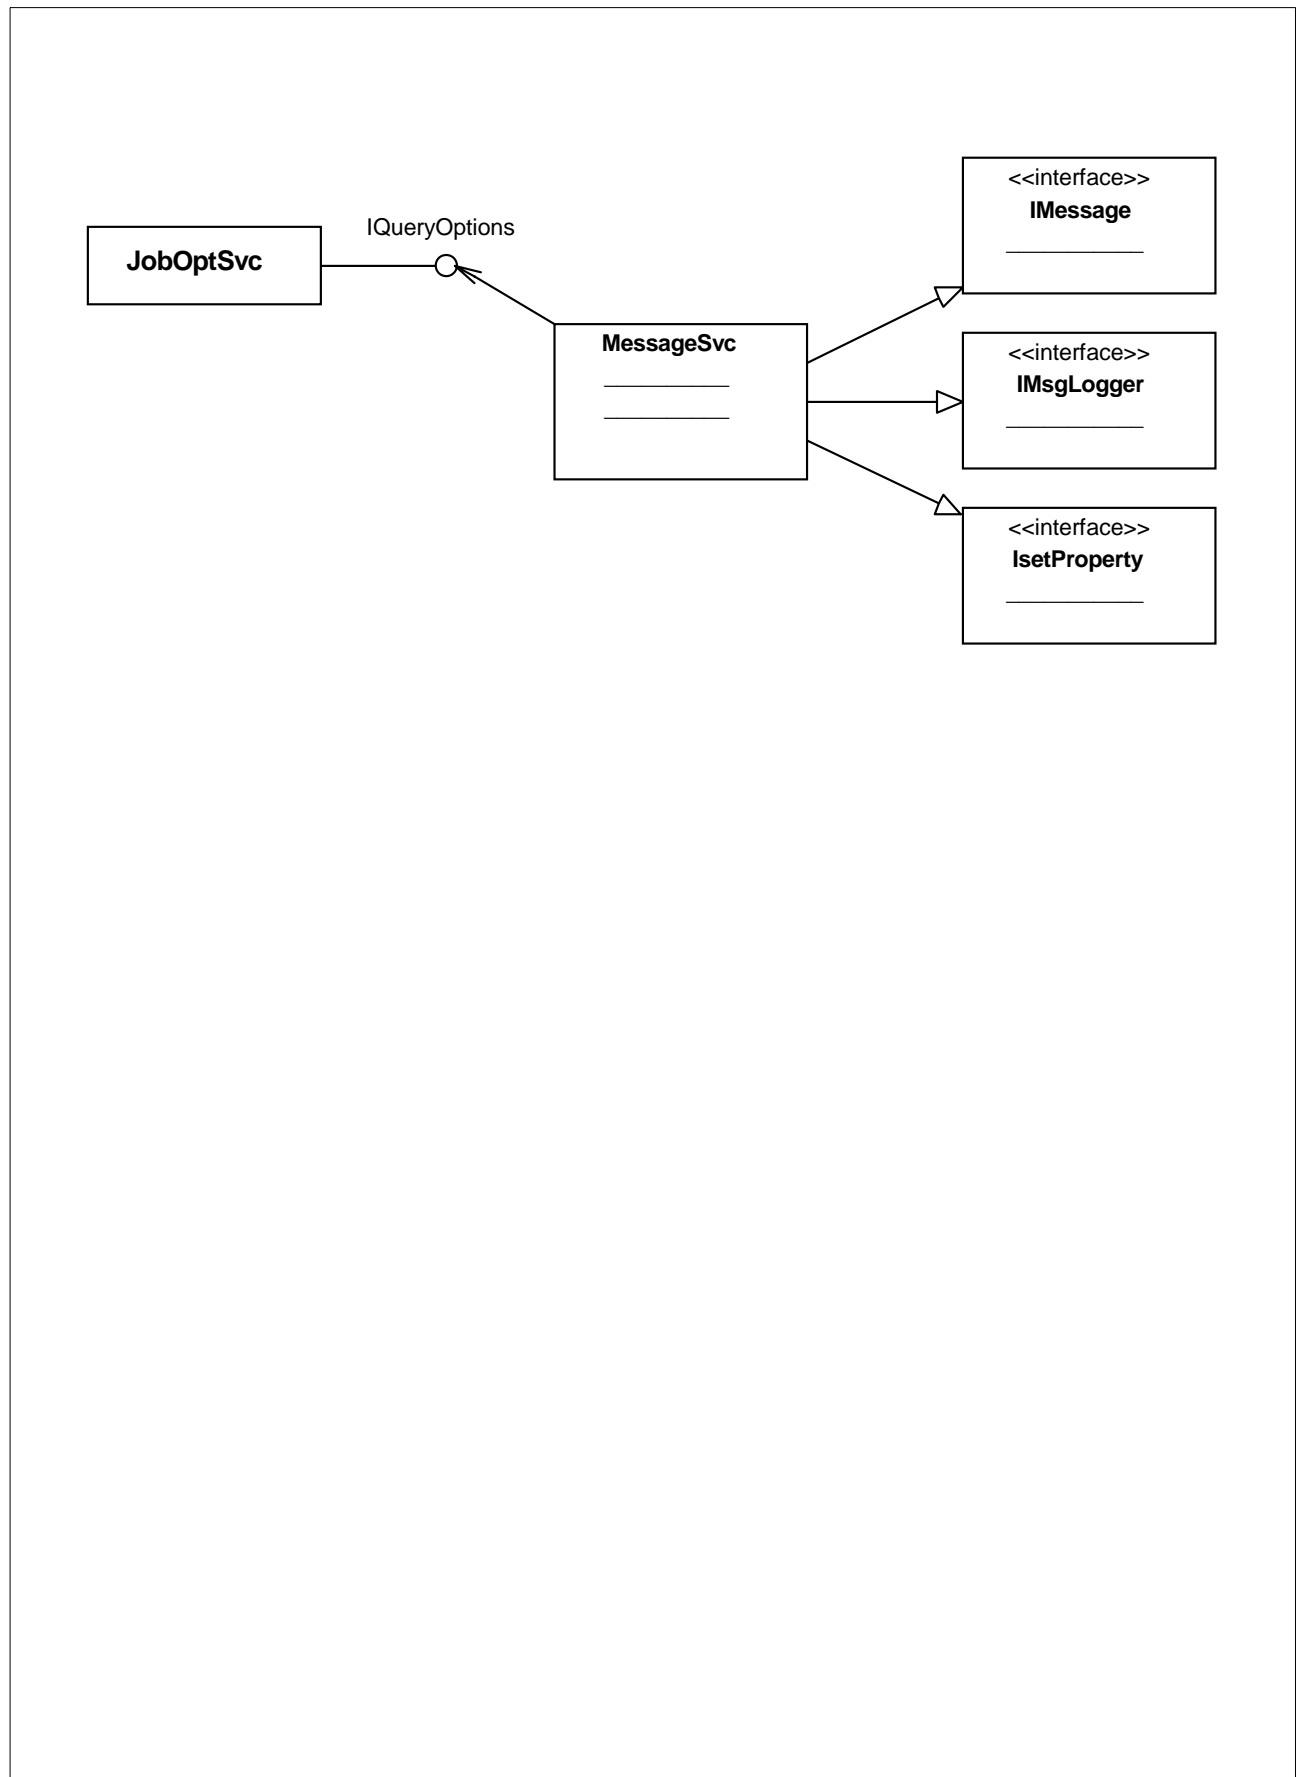 JobOptSvc
IQueryOptions
MessageSvc
<<interface>>
IMessage
<<interface>>
IMsgLogger
<<interface>>
IsetProperty